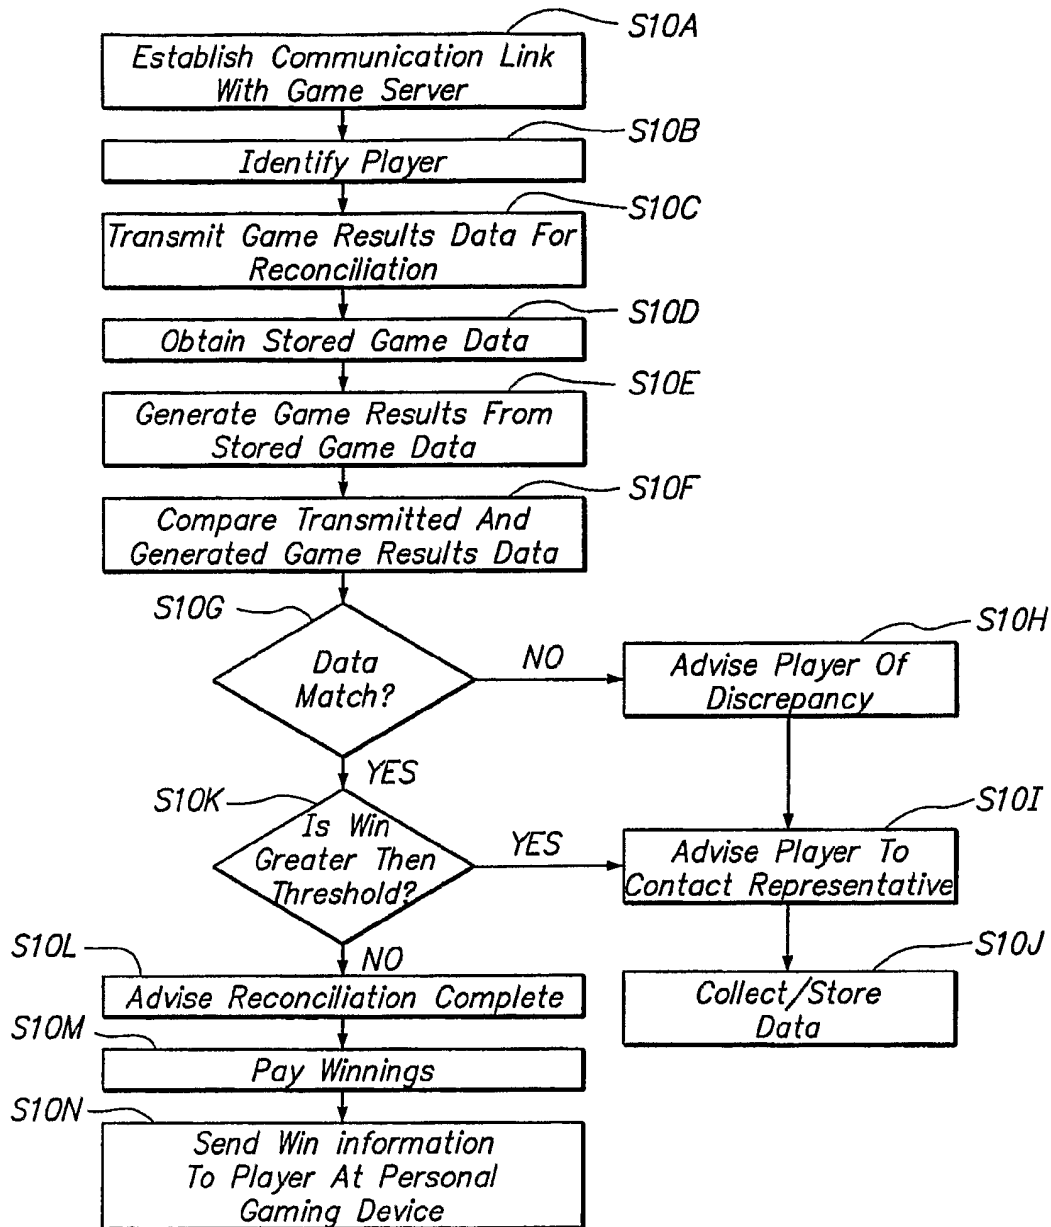 S10A
Establish Communication Link
With Game Server
S10B
Identify Player
S10C
Transmit Game Results Data For
Reconciliation
S10D
Obtain Stored Game Data
S10E
Generate Game Results From
Stored Game Data
S10F
Compare Transmitted And
Generated Game Results Data
S10G
Data
Match?
NO
S10H
Advise Player Of
Discrepancy
YES
S10K
Is Win
Greater Then
Threshold?
YES
S10I
Advise Player To
Contact Representative
NO
S10J
Collect/Store
Data
S10L
Advise Reconciliation Complete
S10M
Pay Winnings
S10N
Send Win information
To Player At Personal
Gaming Device